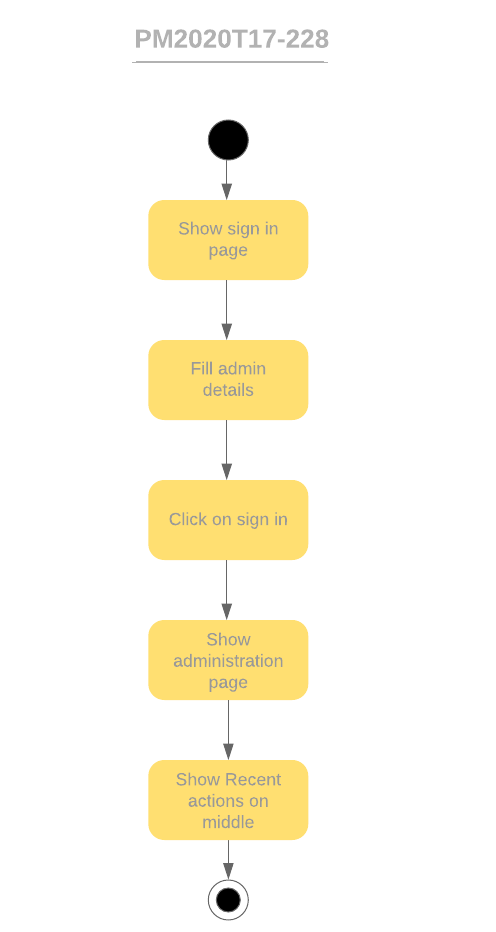 PM2020T17-228
Show sign in
page
Fill admin
details
Click on sign in
Show
administration
page
Show Recent
actions on
middle